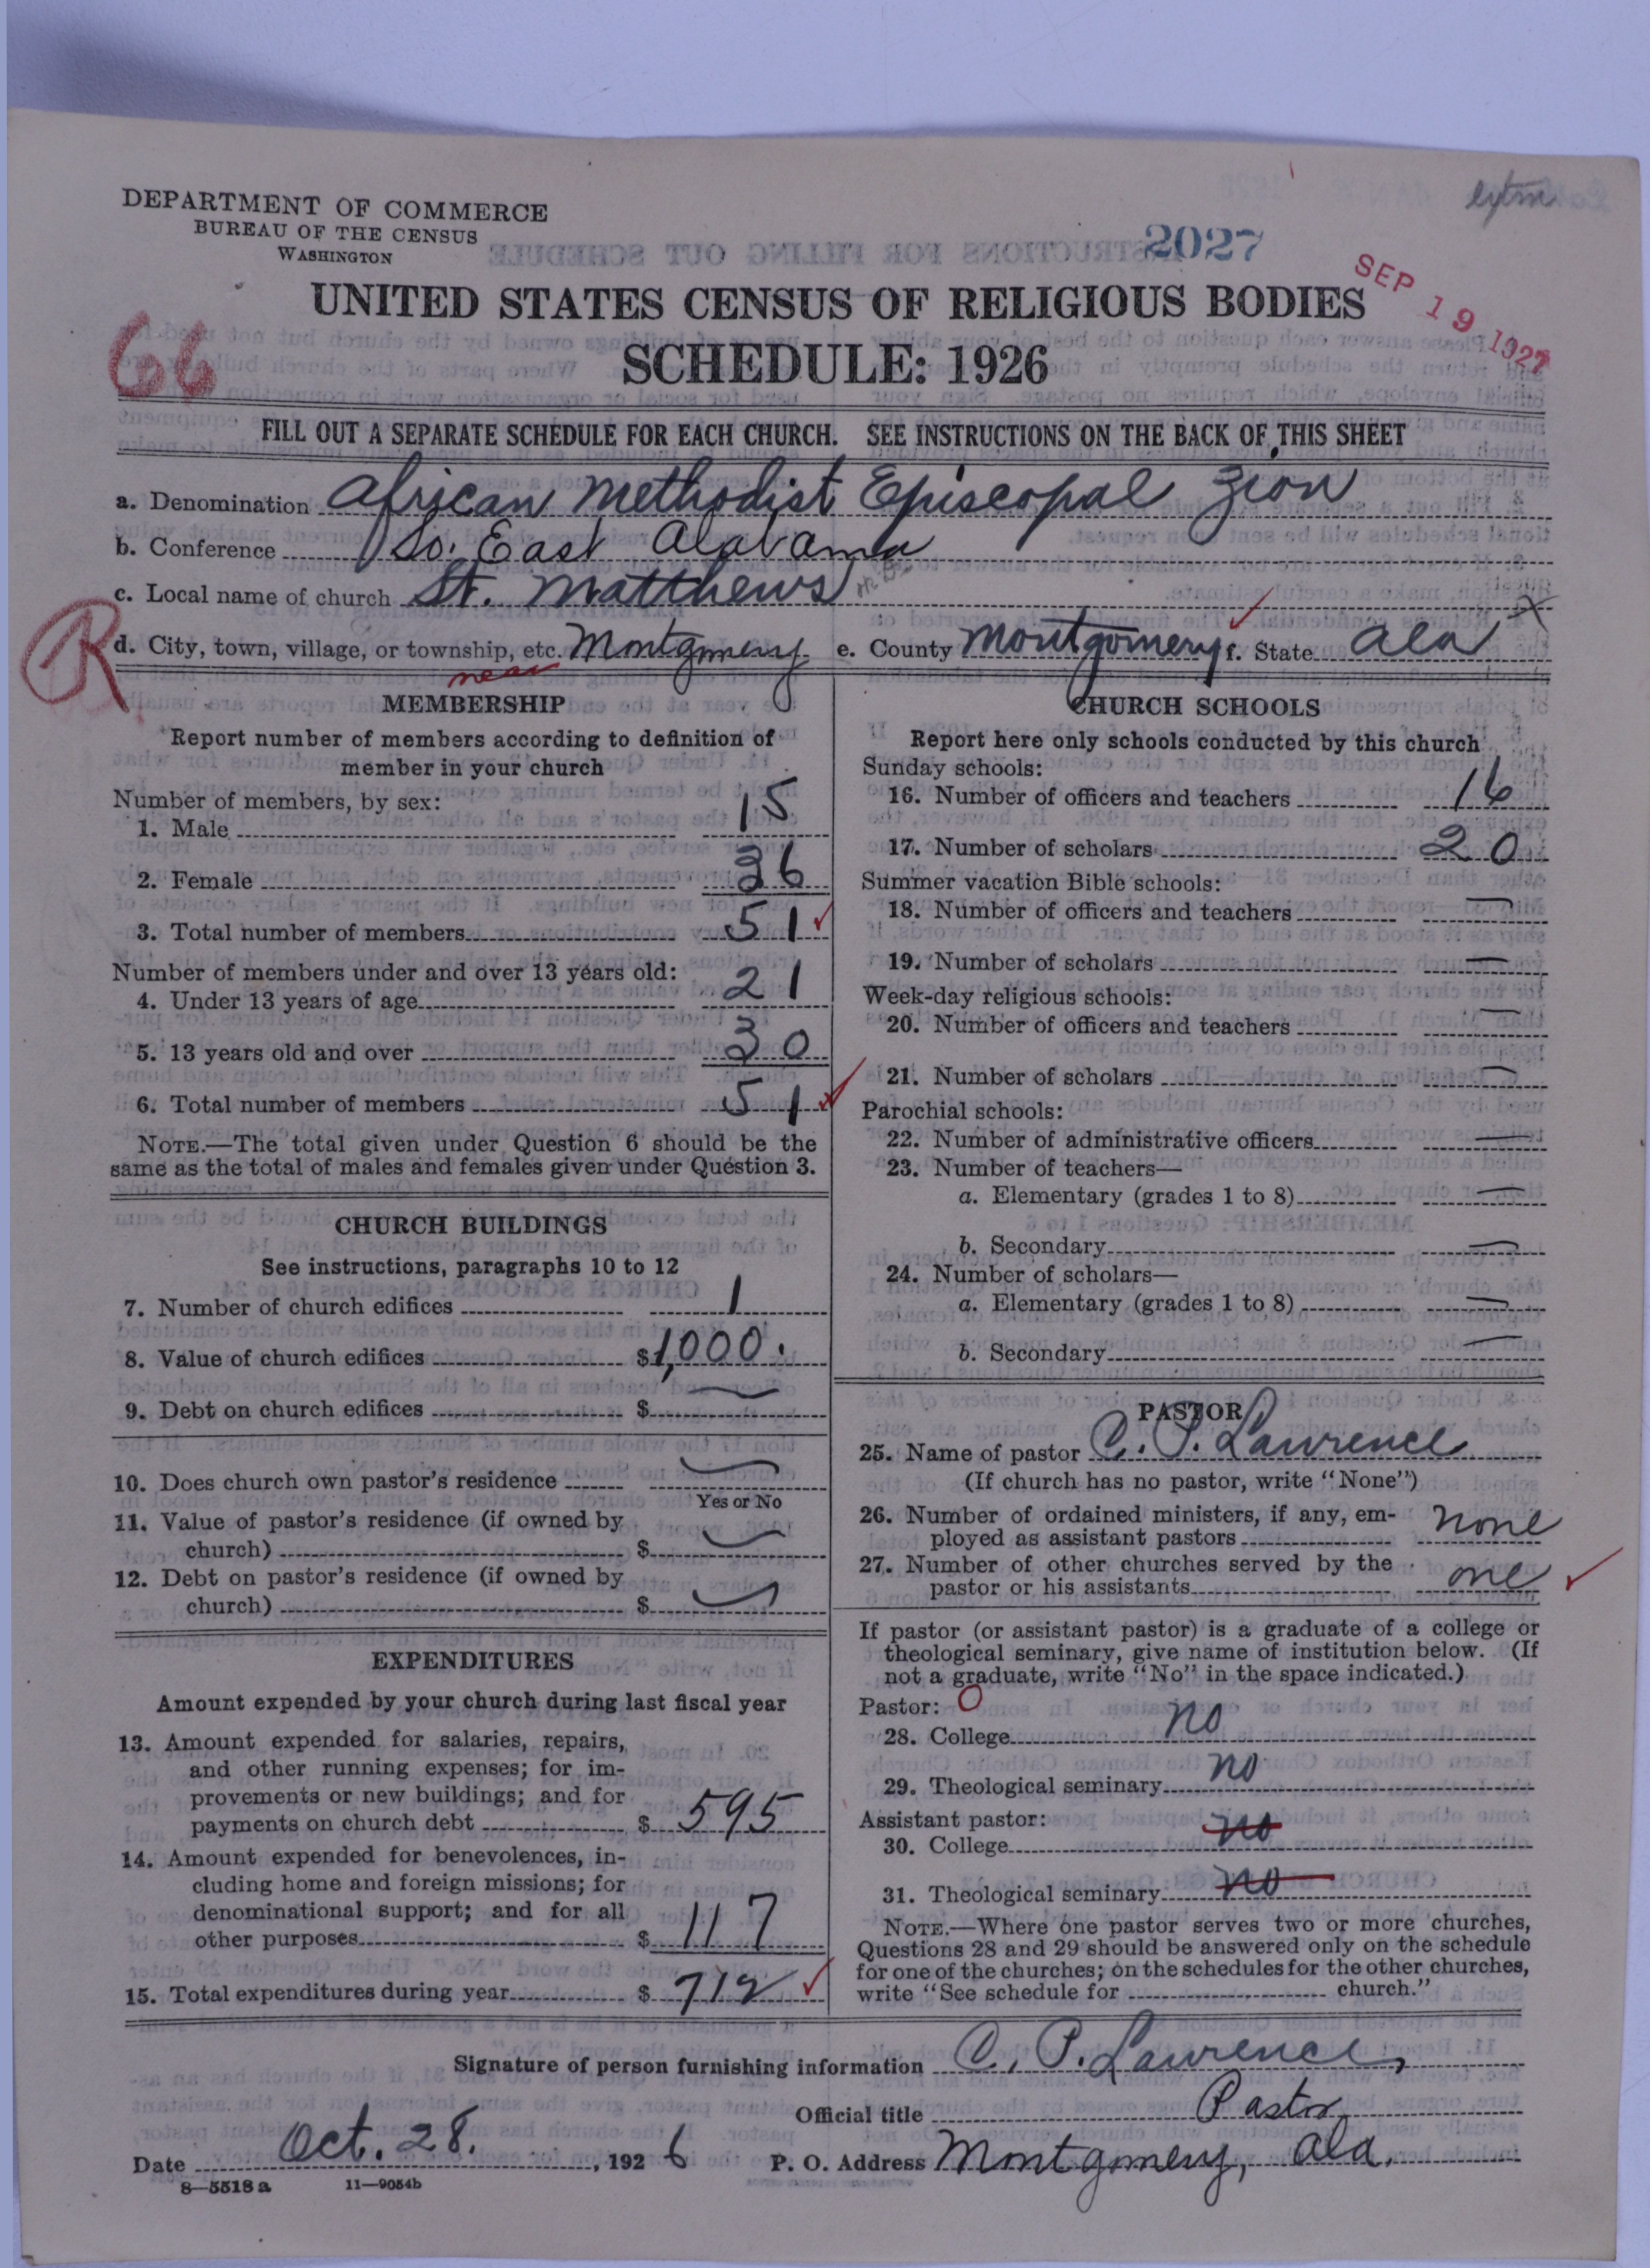 extm
DEPARTMENT OF COMMERCE
BUREAU OF THE CENSUS
WASHINGTON
2027
SEP 19 1927
UNITED STATES CENSUS OF RELIGIOUS BODIES
66
SCHEDULE: 1926
FILL OUT A SEPARATE SCHEDULE FOR EACH CHURCH. SEE INSTRUCTIONS ON THE BACK OF THIS SHEET
a. Denomination African Methodist Episcopal Zion
b. Conference So. East Alabama
c. Local name of church St. Matthews
R
d. City, town, village, or township, etc. Montgomery e. County Montgomery f. State Ala
near
MEMBERSHIP
Report number of members according to definition of
member in your church
Number of members, by sex:
1. Male 15
2. Female 36
3. Total number of members 51
Number of members under and over 13 years old:
4. Under 13 years of age 21
5. 13 years old and over 30
6. Total number of members 51
NOTE.—The total given under Question 6 should be the
same as the total of males and females given under Question 3.
CHURCH BUILDINGS
See instructions, paragraphs 10 to 12
7. Number of church edifices 1
8. Value of church edifices $1,000.
9. Debt on church edifices $ —
10. Does church own pastor's residence —
Yes or No
11. Value of pastor's residence (if owned by
church) $ —
12. Debt on pastor's residence (if owned by
church) $ —
EXPENDITURES
Amount expended by your church during last fiscal year
13. Amount expended for salaries, repairs,
and other running expenses; for im-
provements or new buildings; and for
payments on church debt $ 595
14. Amount expended for benevolences, in-
cluding home and foreign missions; for
denominational support; and for all
other purposes $ 117
15. Total expenditures during year $ 712
CHURCH SCHOOLS
Report here only schools conducted by this church
Sunday schools:
16. Number of officers and teachers 16
17. Number of scholars 20
Summer vacation Bible schools:
18. Number of officers and teachers —
19. Number of scholars —
Week-day religious schools:
20. Number of officers and teachers —
21. Number of scholars —
Parochial schools:
22. Number of administrative officers —
23. Number of teachers—
a. Elementary (grades 1 to 8) —
b. Secondary —
24. Number of scholars—
a. Elementary (grades 1 to 8) —
b. Secondary —
PASTOR
25. Name of pastor C. P. Lawrence
(If church has no pastor, write "None")
26. Number of ordained ministers, if any, em-
ployed as assistant pastors none
27. Number of other churches served by the
pastor or his assistants one
If pastor (or assistant pastor) is a graduate of a college or
theological seminary, give name of institution below. (If
not a graduate, write "No" in the space indicated.)
Pastor: O
28. College no
29. Theological seminary no
Assistant pastor:
30. College no
31. Theological seminary no
NOTE.—Where one pastor serves two or more churches,
Questions 28 and 29 should be answered only on the schedule
for one of the churches; on the schedules for the other churches,
write "See schedule for church."
Signature of person furnishing information C. P. Lawrence,
Official title Pastor
Date Oct. 28., 1926 P. O. Address Montgomery, Ala.
8—5518a 11—9054b